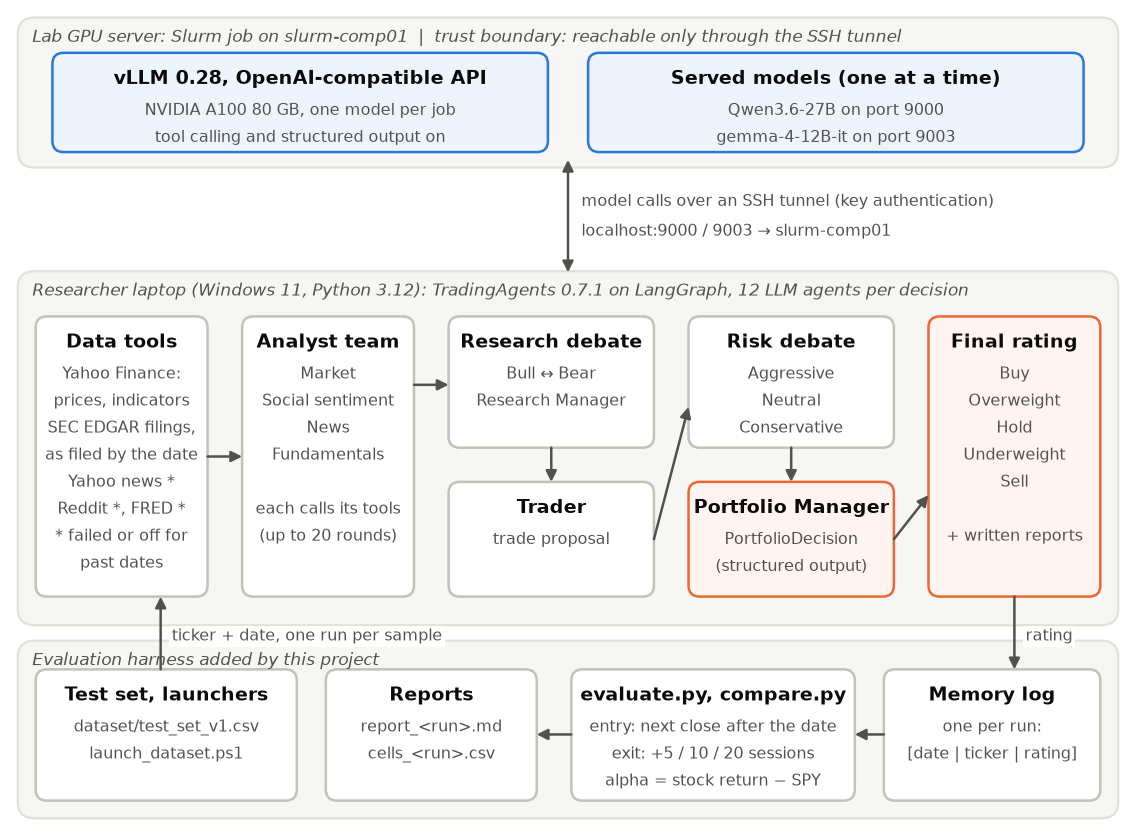 Lab GPU server: Slurm job on slurm-comp01 | trust boundary: reachable only through the SSH tunnel
vLLM 0.28, OpenAI-compatible API
NVIDIA A100 80 GB, one model per job
tool calling and structured output on
Served models (one at a time)
Qwen3.6-27B on port 9000
gemma-4-12B-it on port 9003
model calls over an SSH tunnel (key authentication)
localhost:9000 / 9003 → slurm-comp01
Researcher laptop (Windows 11, Python 3.12): TradingAgents 0.7.1 on LangGraph, 12 LLM agents per decision
Data tools
Yahoo Finance:
prices, indicators
SEC EDGAR filings,
as filed by the date
Yahoo news *
Reddit *, FRED *
* failed or off for
past dates
Analyst team
Market
Social sentiment
News
Fundamentals
each calls its tools
(up to 20 rounds)
Research debate
Bull ↔ Bear
Research Manager
Trader
trade proposal
Risk debate
Aggressive
Neutral
Conservative
Portfolio Manager
PortfolioDecision
(structured output)
Final rating
Buy
Overweight
Hold
Underweight
Sell
+ written reports
ticker + date, one run per sample
rating
Evaluation harness added by this project
Test set, launchers
dataset/test_set_v1.csv
launch_dataset.ps1
Reports
report_<run>.md
cells_<run>.csv
evaluate.py, compare.py
entry: next close after the date
exit: +5 / 10 / 20 sessions
alpha = stock return − SPY
Memory log
one per run:
[date | ticker | rating]